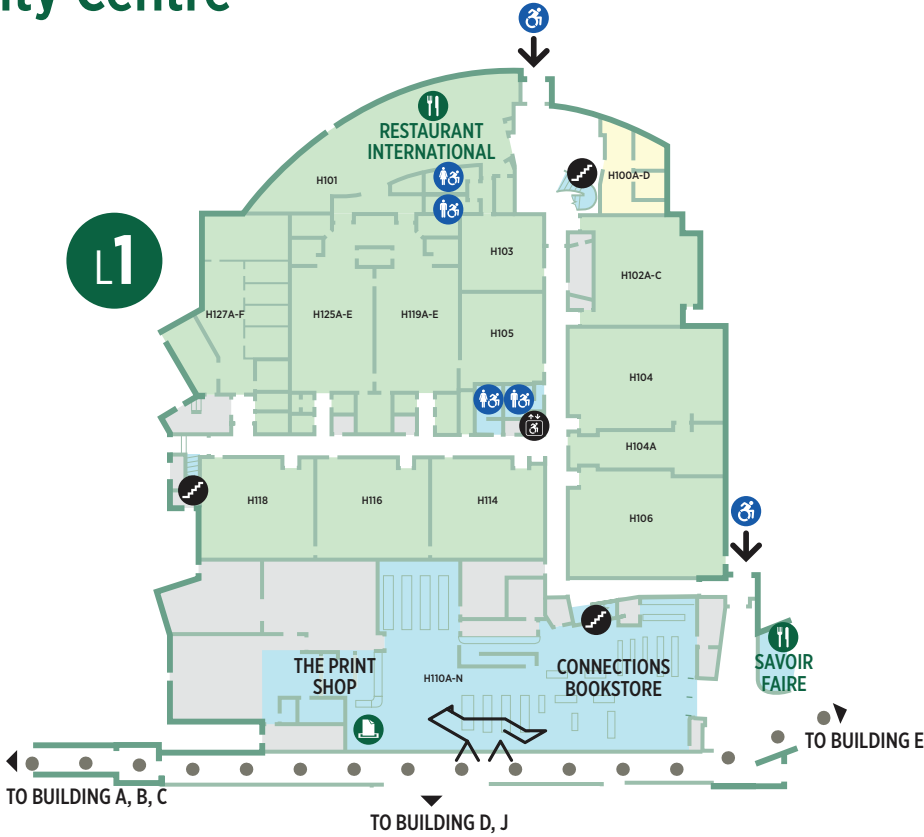 ity Centre
RESTAURANT
INTERNATIONAL
H101
H100A-D
L1
H103
H102A-C
H127A-F
H125A-E
H119A-E
H105
H104
H104A
H118
H116
H114
H106
THE PRINT
SHOP
H110A-N
CONNECTIONS
BOOKSTORE
SAVOIR
FAIRE
TO BUILDING E
TO BUILDING A, B, C
TO BUILDING D, J